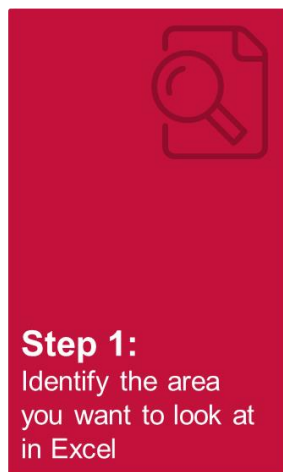 Step 1:
Identify the area
you want to look at
in Excel